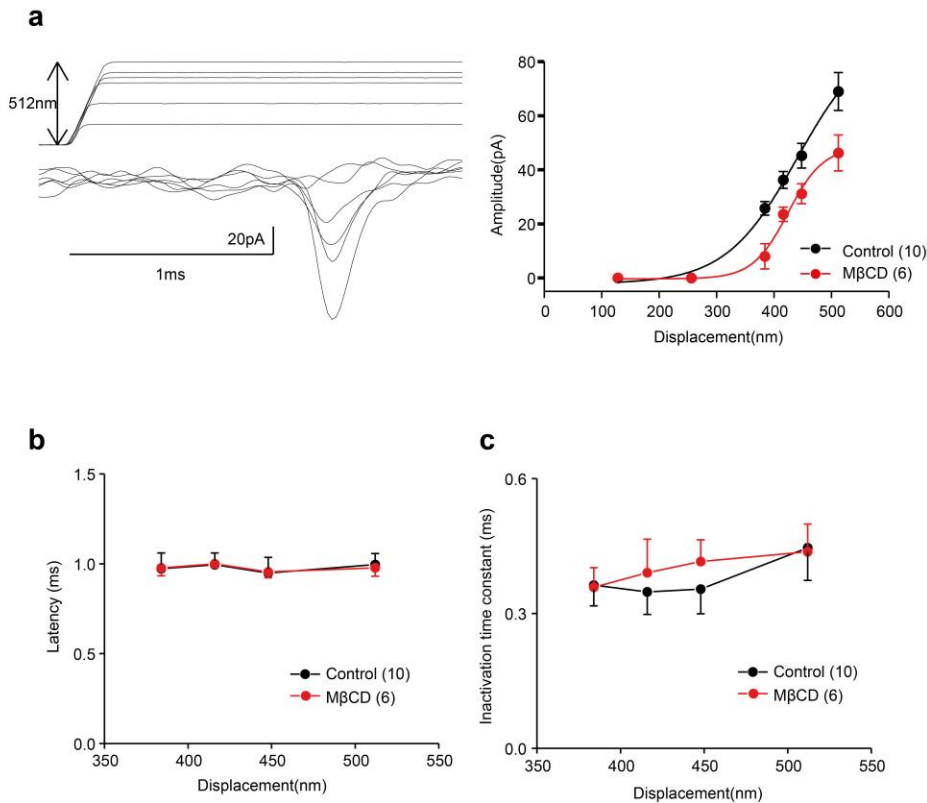 a
512nm
20pA
1ms
Amplitude(pA)
80
60
40
20
0
Control (10)
MβCD (6)
0 100 200 300 400 500 600
Displacement(nm)
b
Latency (ms)
1.5
1.0
0.5
0.0
Control (10)
MβCD (6)
350 400 450 500 550
Displacement(nm)
c
Inactivation time constant (ms)
0.6
0.3
0.0
Control (10)
MβCD (6)
350 400 450 500 550
Displacement(nm)